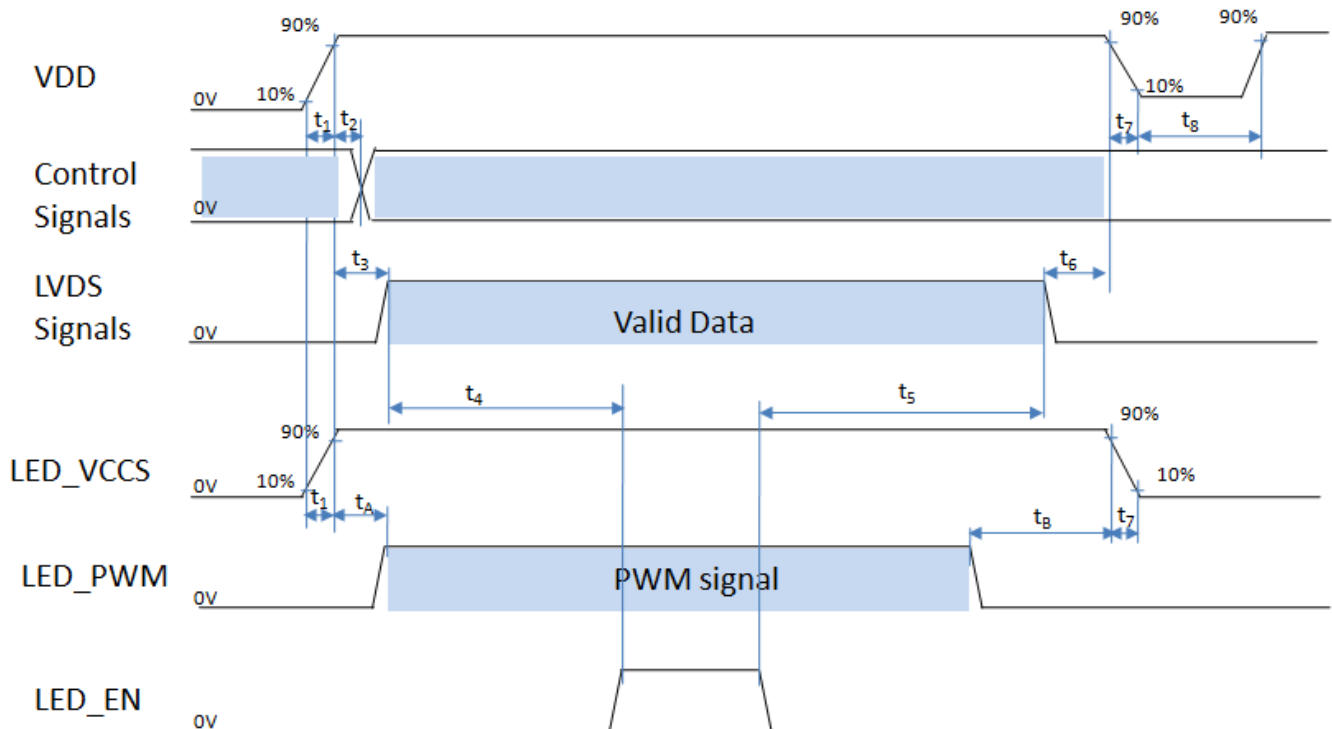 90% 90% 90%
VDD
0V 10% 10%
t1 t2 t7 t8
Control
Signals
0V
t3 t6
LVDS
Signals
0V
Valid Data
t4 t5
90% 90%
LED_VCCS
0V 10% 10%
t1 tA tB t7
LED_PWM
0V
PWM signal
LED_EN
0V